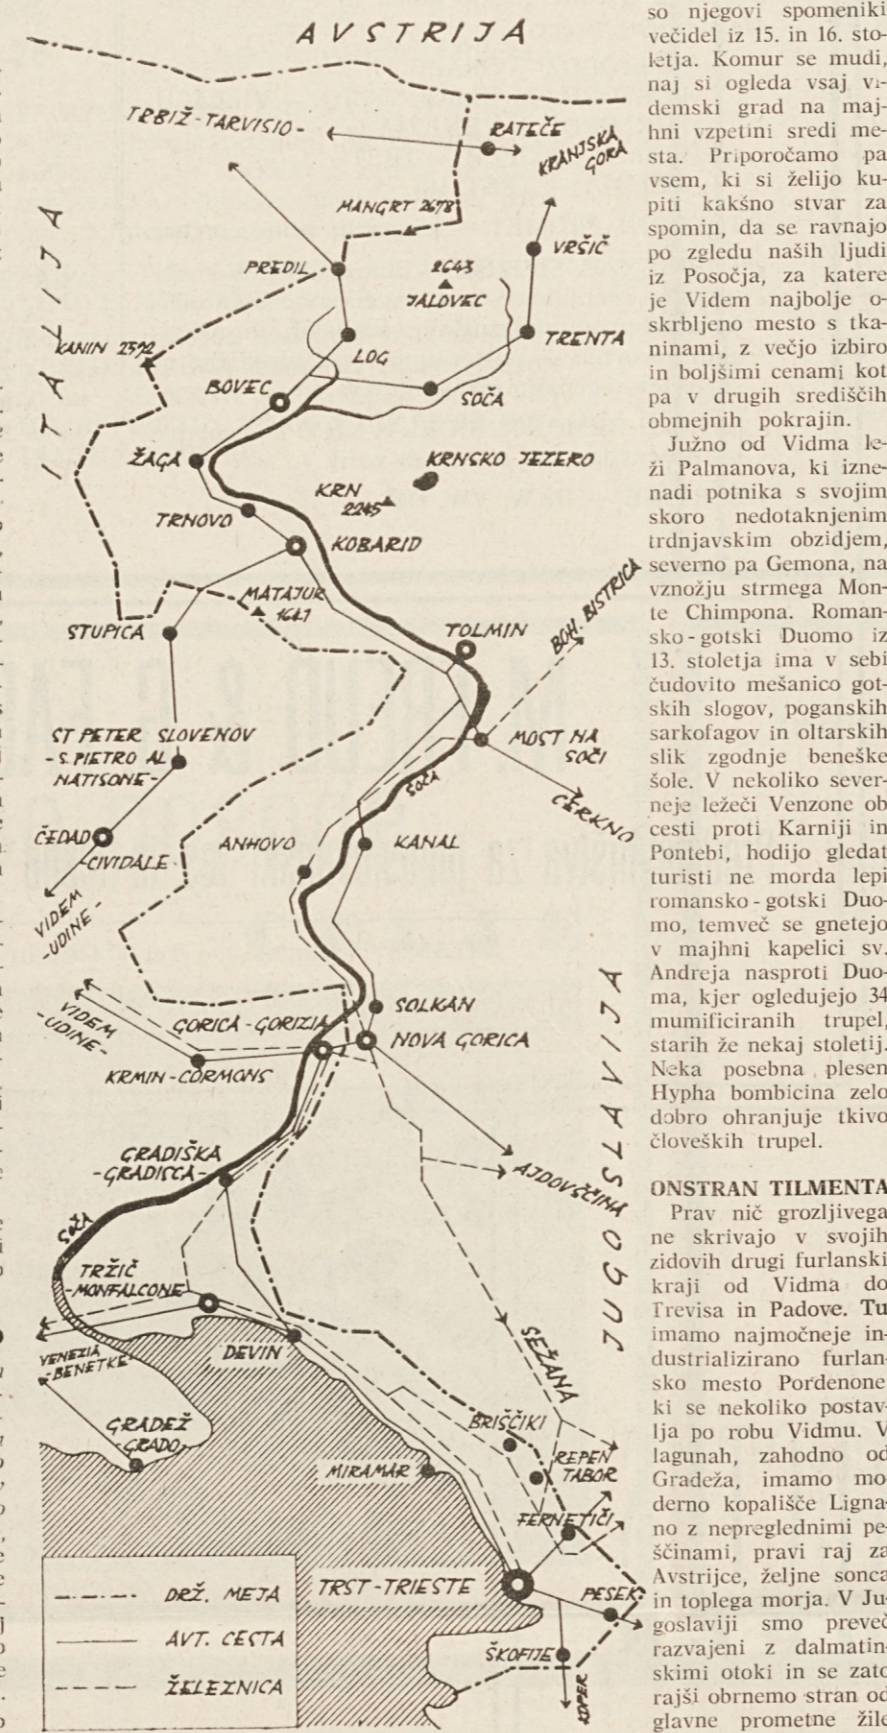 AVSTRIJA
TRBIŽ-TARVISIO-
RATEČE
KRANJSKA
GORA
ITALIJA
MANGRT 2678
VRŠIČ
PREDIL
2643
JALOVEC
KANIN 2592
LOG
TRENTA
BOVEC
SOČA
ŽAGA
KRNSKO JEZERO
KRN
2245
TRNOVO
KOBARID
MATAJUR
1641
BOH. BISTRICA
STUPICA
TOLMIN
ST PETER SLOVENOV
-S. PIETRO AL
NATISONE-
MOST NA
SOČI
SOČA
CERKNO
ČEDAD
-CIVIDALE-
ANHOVO
KANAL
VIDEM
-UDINE-
JUGOSLAVIJA
SOLKAN
VIDEM
-UDINE-
GORICA-GORIZIA
NOVA GORICA
KRMIN-CORMONS
GRADIŠKA
-GRADISCA-
AJDOVŠČINA
SOČA
TRŽIČ
-MONFALCONE
VENEZIA
-BENETKE-
DEVIN
SEŽANA
GRADEŽ
-GRADO-
BRIŠČIKI
MIRAMAR
REPEN
TABOR
FERNETIČI
TRST-TRIESTE
PESEK
ŠKOFIJE
KOPER
DRŽ. MEJA
AVT. CESTA
ŽELEZNICA
so njegovi spomeniki
večidel iz 15. in 16. sto-
letja. Komur se mudi,
naj si ogleda vsaj vi-
demski grad na maj-
hni vzpetini sredi me-
sta. Priporočamo pa
vsem, ki si želijo ku-
piti kakšno stvar za
spomin, da se ravnajo
po zgledu naših ljudi
iz Posočja, za katere
je Videm najbolje o-
skrbljeno mesto s tka-
ninami, z večjo izbiro
in boljšimi cenami kot
pa v drugih središčih
obmejnih pokrajin.
Južno od Vidma le-
ži Palmanova, ki izne-
nadi potnika s svojim
skoro nedotaknjenim
trdnjavskim obzidjem,
severno pa Gemona, na
vznožju strmega Mon-
te Chimpona. Roman-
sko-gotski Duomo iz
13. stoletja ima v sebi
čudovito mešanico got-
skih slogov, poganskih
sarkofagov in oltarskih
slik zgodnje beneške
šole. V nekoliko sever-
neje ležeči Venzone ob
cesti proti Karniji in
Pontebi, hodijo gledat
turisti ne morda lepi
romansko-gotski Duo-
mo, temveč se gnetejo
v majhni kapelici sv.
Andreja nasproti Duo-
ma, kjer ogledujejo 34
mumificiranih trupel,
starih že nekaj stoletij.
Neka posebna plesen
Hypha bombicina zelo
dobro ohranjuje tkivo
človeških trupel.
ONSTRAN TILMENTA
Prav nič grozljivega
ne skrivajo v svojih
zidovih drugi furlanski
kraji od Vidma do
Trevisa in Padove. Tu
imamo najmočneje in-
dustrializirano furlan-
sko mesto Pordenone,
ki se nekoliko postav-
lja po robu Vidmu. V
lagunah, zahodno od
Gradeža, imamo mo-
derno kopališče Ligna-
no z nepreglednimi pe-
ščinami, pravi raj za
Avstrijce, željne sonca
in toplega morja. V Ju-
goslaviji smo preveč
razvajeni z dalmatin-
skimi otoki in se zato
rajši obrnemo stran od
glavne prometne žile